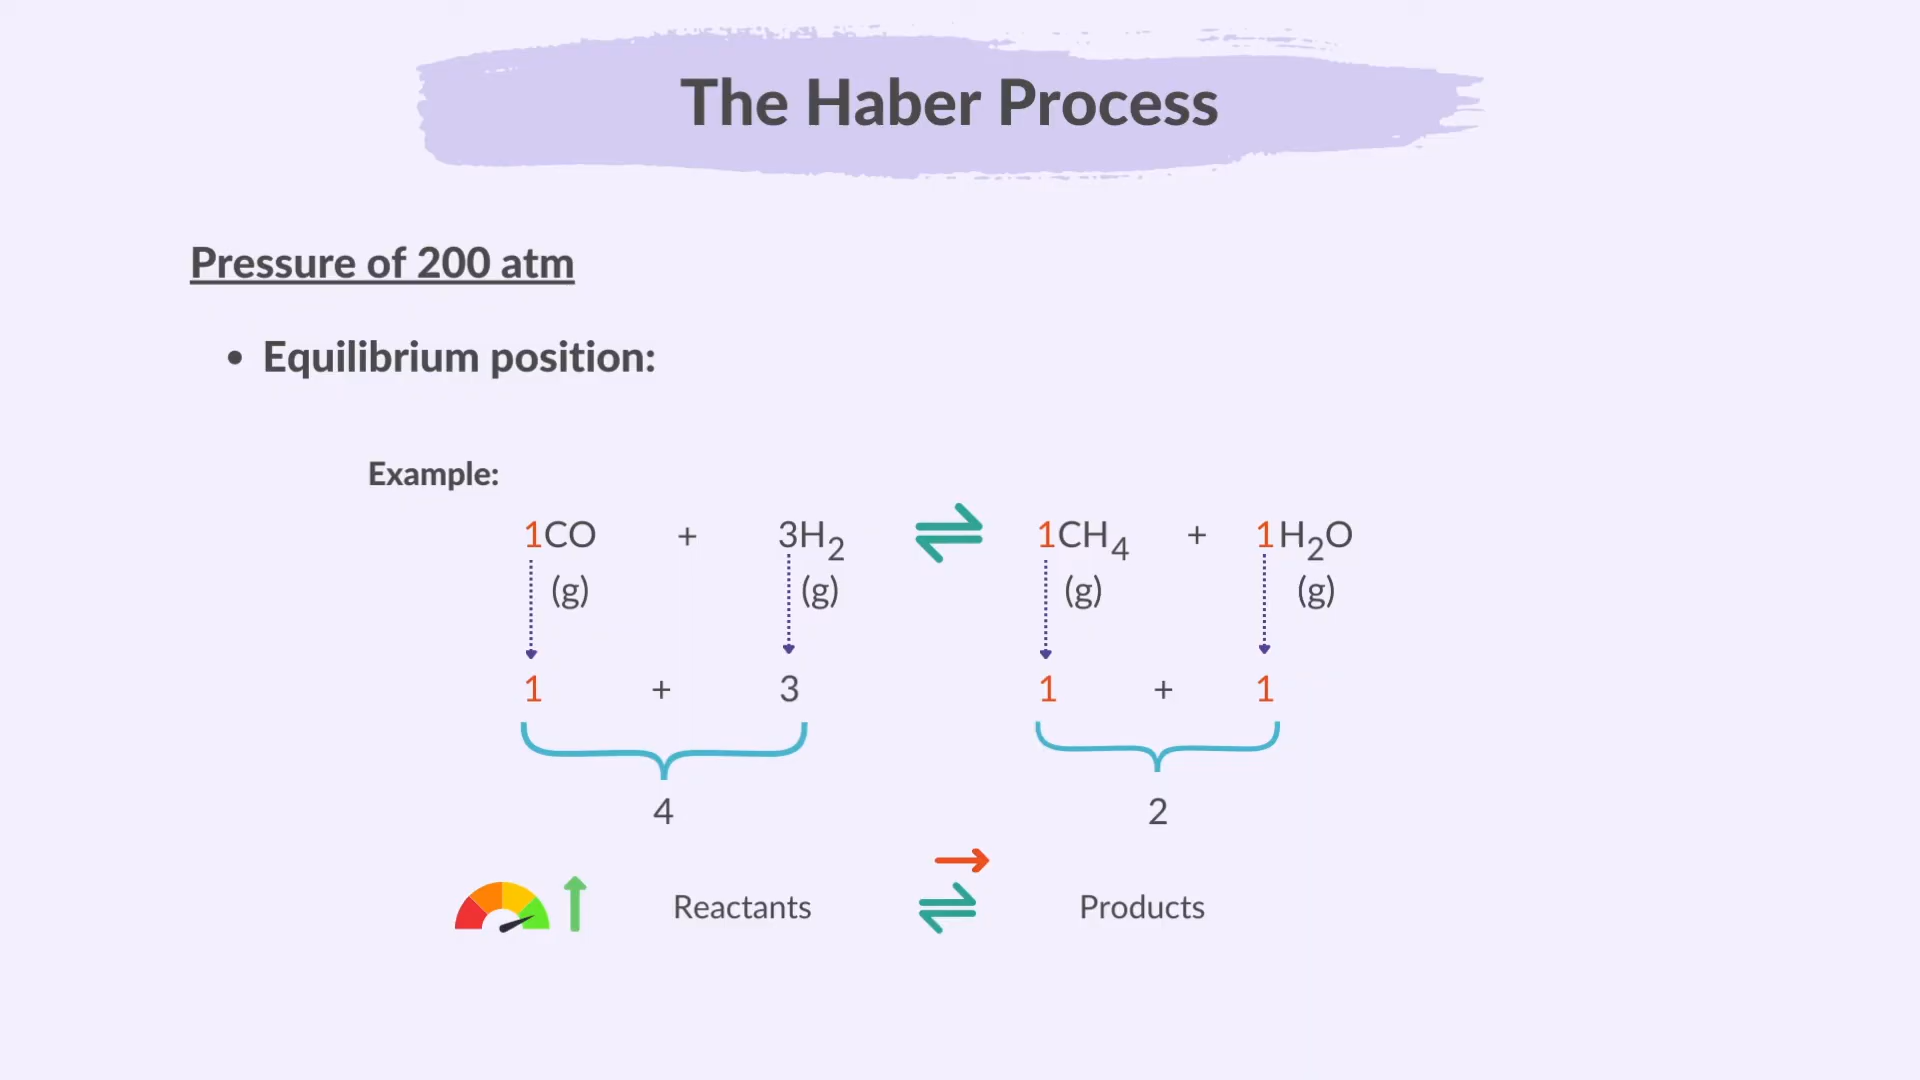 The Haber Process
Pressure of 200 atm
• Equilibrium position:
Example:
1CO + 3H₂ ⇌ 1CH₄ + 1H₂O
(g) (g) (g) (g)
1 + 3 1 + 1
4 2
Reactants → ⇌ Products